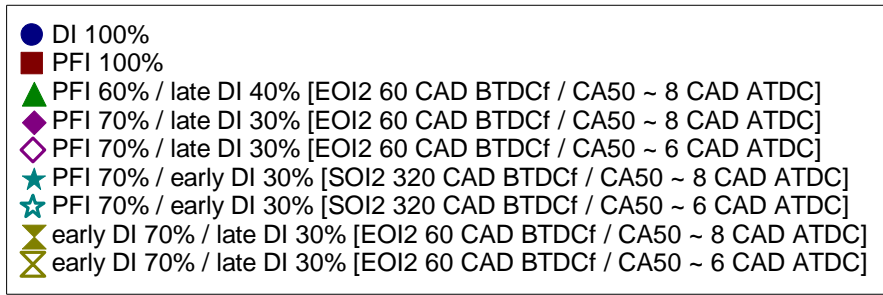 DI 100%
PFI 100%
PFI 60% / late DI 40% [EOI2 60 CAD BTDCf / CA50 ~ 8 CAD ATDC]
PFI 70% / late DI 30% [EOI2 60 CAD BTDCf / CA50 ~ 8 CAD ATDC]
PFI 70% / late DI 30% [EOI2 60 CAD BTDCf / CA50 ~ 6 CAD ATDC]
PFI 70% / early DI 30% [SOI2 320 CAD BTDCf / CA50 ~ 8 CAD ATDC]
PFI 70% / early DI 30% [SOI2 320 CAD BTDCf / CA50 ~ 6 CAD ATDC]
early DI 70% / late DI 30% [EOI2 60 CAD BTDCf / CA50 ~ 8 CAD ATDC]
early DI 70% / late DI 30% [EOI2 60 CAD BTDCf / CA50 ~ 6 CAD ATDC]